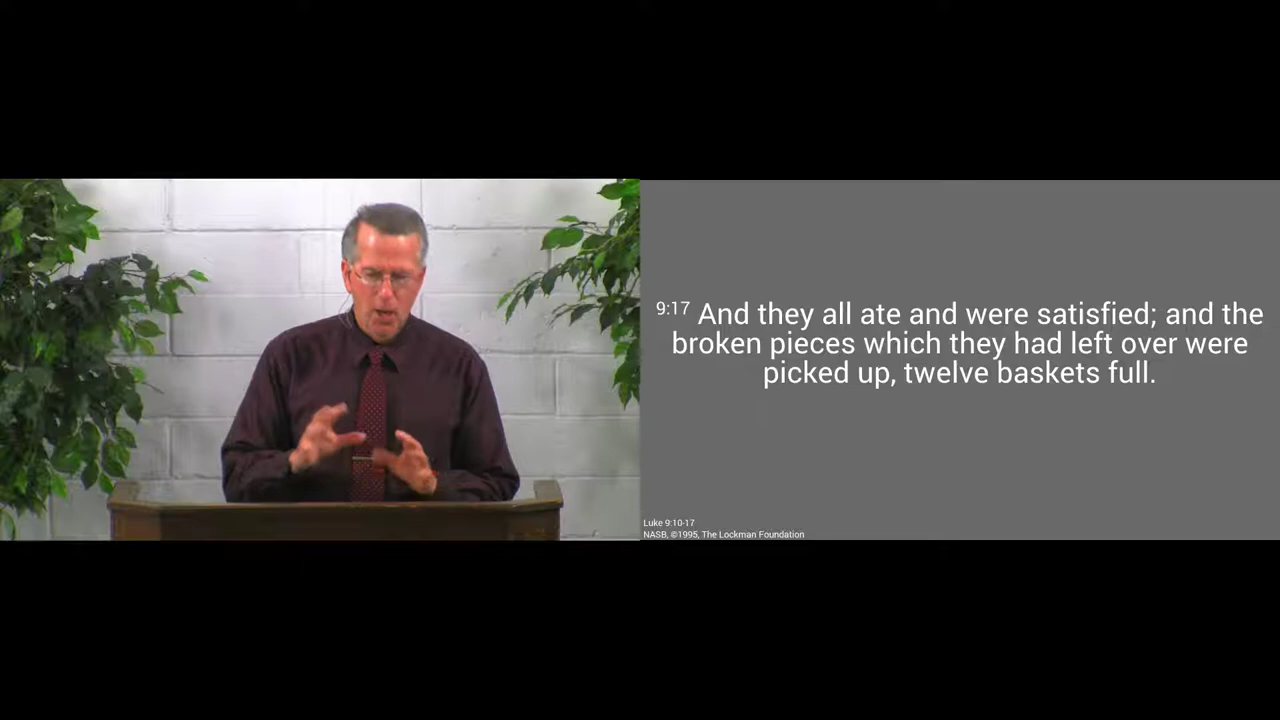 9:17 And they all ate and were satisfied; and the
broken pieces which they had left over were
picked up, twelve baskets full.
Luke 9:10-17
NASB, ©1995, The Lockman Foundation